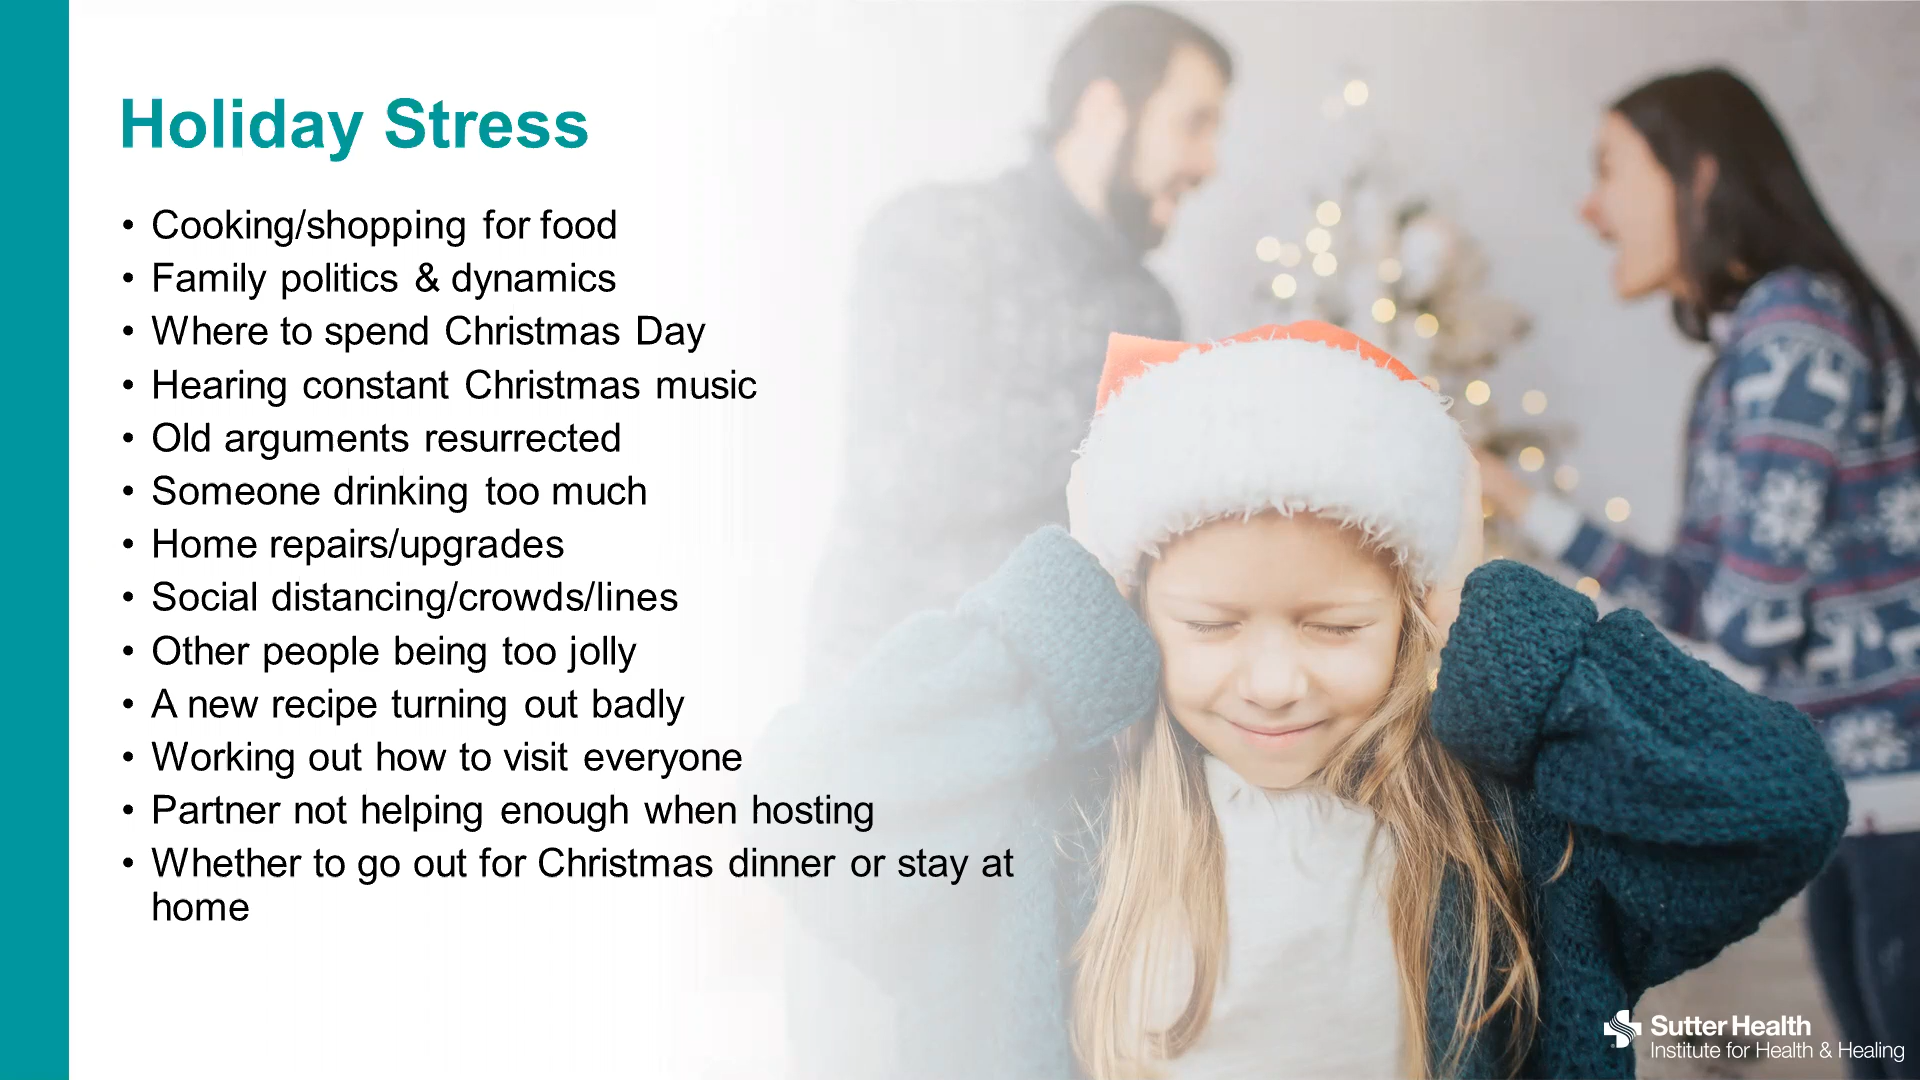 Holiday Stress
• Cooking/shopping for food
• Family politics & dynamics
• Where to spend Christmas Day
• Hearing constant Christmas music
• Old arguments resurrected
• Someone drinking too much
• Home repairs/upgrades
• Social distancing/crowds/lines
• Other people being too jolly
• A new recipe turning out badly
• Working out how to visit everyone
• Partner not helping enough when hosting
• Whether to go out for Christmas dinner or stay at
home
Sutter Health
Institute for Health & Healing